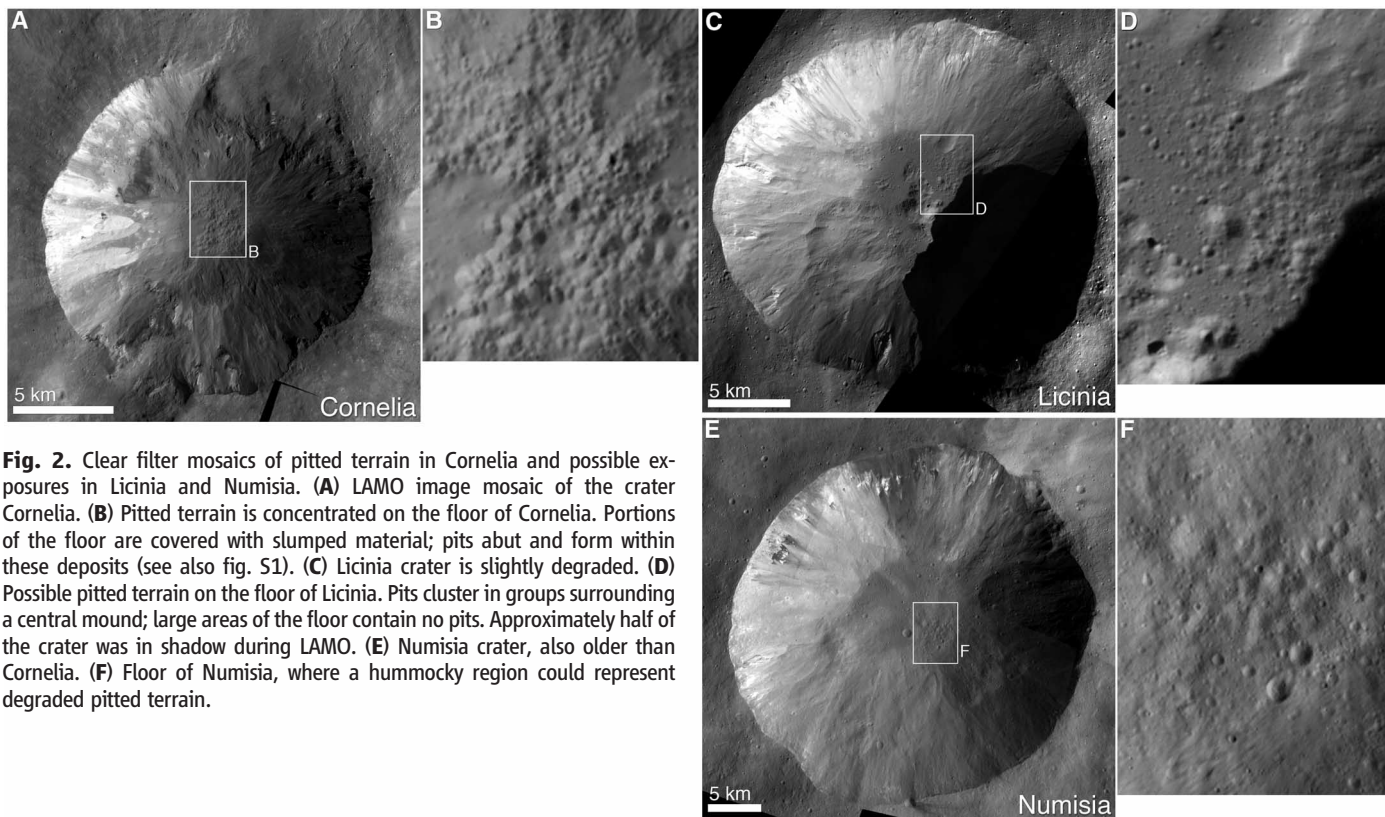 A
B
C
D
B
D
5 km
Cornelia
5 km
Licinia
E
F
F
5 km
Numisia
Fig. 2. Clear filter mosaics of pitted terrain in Cornelia and possible ex-
posures in Licinia and Numisia. (A) LAMO image mosaic of the crater
Cornelia. (B) Pitted terrain is concentrated on the floor of Cornelia. Portions
of the floor are covered with slumped material; pits abut and form within
these deposits (see also fig. S1). (C) Licinia crater is slightly degraded. (D)
Possible pitted terrain on the floor of Licinia. Pits cluster in groups surrounding
a central mound; large areas of the floor contain no pits. Approximately half of
the crater was in shadow during LAMO. (E) Numisia crater, also older than
Cornelia. (F) Floor of Numisia, where a hummocky region could represent
degraded pitted terrain.